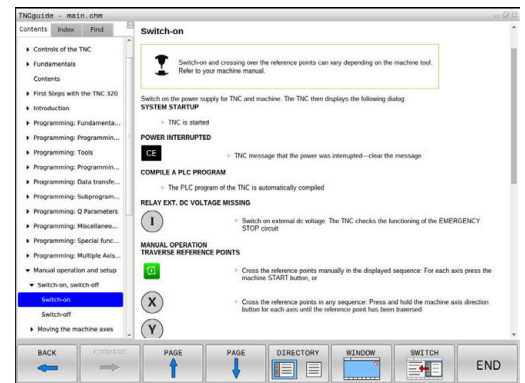 TNCguide - main.chm
Contents Index Find
Controls of the TNC
Fundamentals
Contents
First Steps with the TNC 320
Introduction
Programming: Fundamenta...
Programming: Programmin...
Programming: Tools
Programming: Programmin...
Programming: Data transfe...
Programming: Subprogram...
Programming: Q Parameters
Programming: Miscellaneo...
Programming: Special func...
Programming: Multiple Axis...
Manual operation and setup
Switch-on, switch-off
Switch-on
Switch-off
Moving the machine axes
Switch-on
Switch-on and crossing over the reference points can vary depending on the machine tool.
Refer to your machine manual.
Switch on the power supply for TNC and machine. The TNC then displays the following dialog:
SYSTEM STARTUP
TNC is started
POWER INTERRUPTED
CE
TNC message that the power was interrupted—clear the message
COMPILE A PLC PROGRAM
The PLC program of the TNC is automatically compiled
RELAY EXT. DC VOLTAGE MISSING
I
Switch on external dc voltage. The TNC checks the functioning of the EMERGENCY
STOP circuit
MANUAL OPERATION
TRAVERSE REFERENCE POINTS
Cross the reference points manually in the displayed sequence: For each axis press the
machine START button, or
X
Cross the reference points in any sequence: Press and hold the machine axis direction
button for each axis until the reference point has been traversed
Y
BACK FORWARD PAGE PAGE DIRECTORY WINDOW SWITCH END